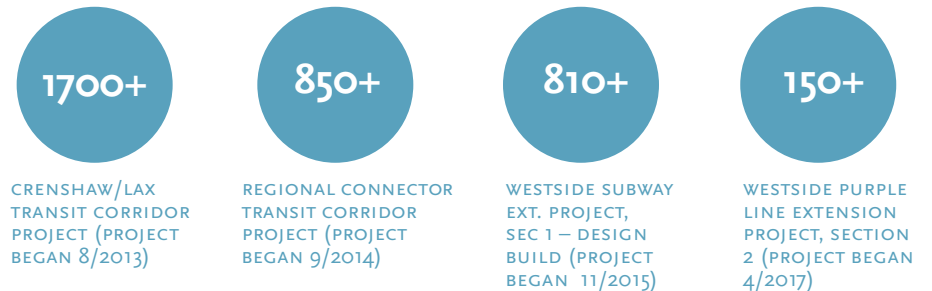 1700+
CRENSHAW/LAX
TRANSIT CORRIDOR
PROJECT (PROJECT
BEGAN 8/2013)
850+
REGIONAL CONNECTOR
TRANSIT CORRIDOR
PROJECT (PROJECT
BEGAN 9/2014)
810+
WESTSIDE SUBWAY
EXT. PROJECT,
SEC 1 – DESIGN
BUILD (PROJECT
BEGAN 11/2015)
150+
WESTSIDE PURPLE
LINE EXTENSION
PROJECT, SECTION
2 (PROJECT BEGAN
4/2017)